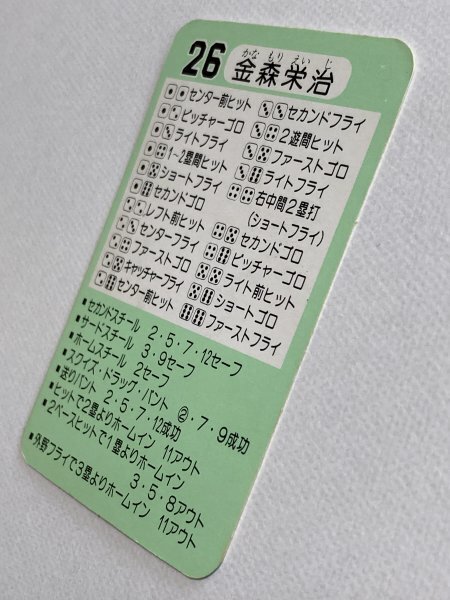 26 金森栄治
かな もり えい じ
センター前ヒット
ピッチャーゴロ
ライトフライ
1~2塁間ヒット
ショートフライ
セカンドゴロ
レフト前ヒット
センターフライ
ファーストゴロ
キャッチャーフライ
センター前ヒット
セカンドフライ
2遊間ヒット
ファーストゴロ
ライトフライ
右中間2塁打
(ショートフライ)
セカンドゴロ
ピッチャーゴロ
ライト前ヒット
ショートゴロ
ファーストフライ
■セカンドスチール 2・5・7・12セーフ
■サードスチール 3・9セーフ
■ホームスチール 2セーフ
■スクイズ・ドラッグ・バント ②・7・9成功
■送りバント 2・5・7・12成功
■ヒットで2塁よりホームイン 11アウト
■2ベースヒットで1塁よりホームイン
3・5・8アウト
■外野フライで3塁よりホームイン 11アウト